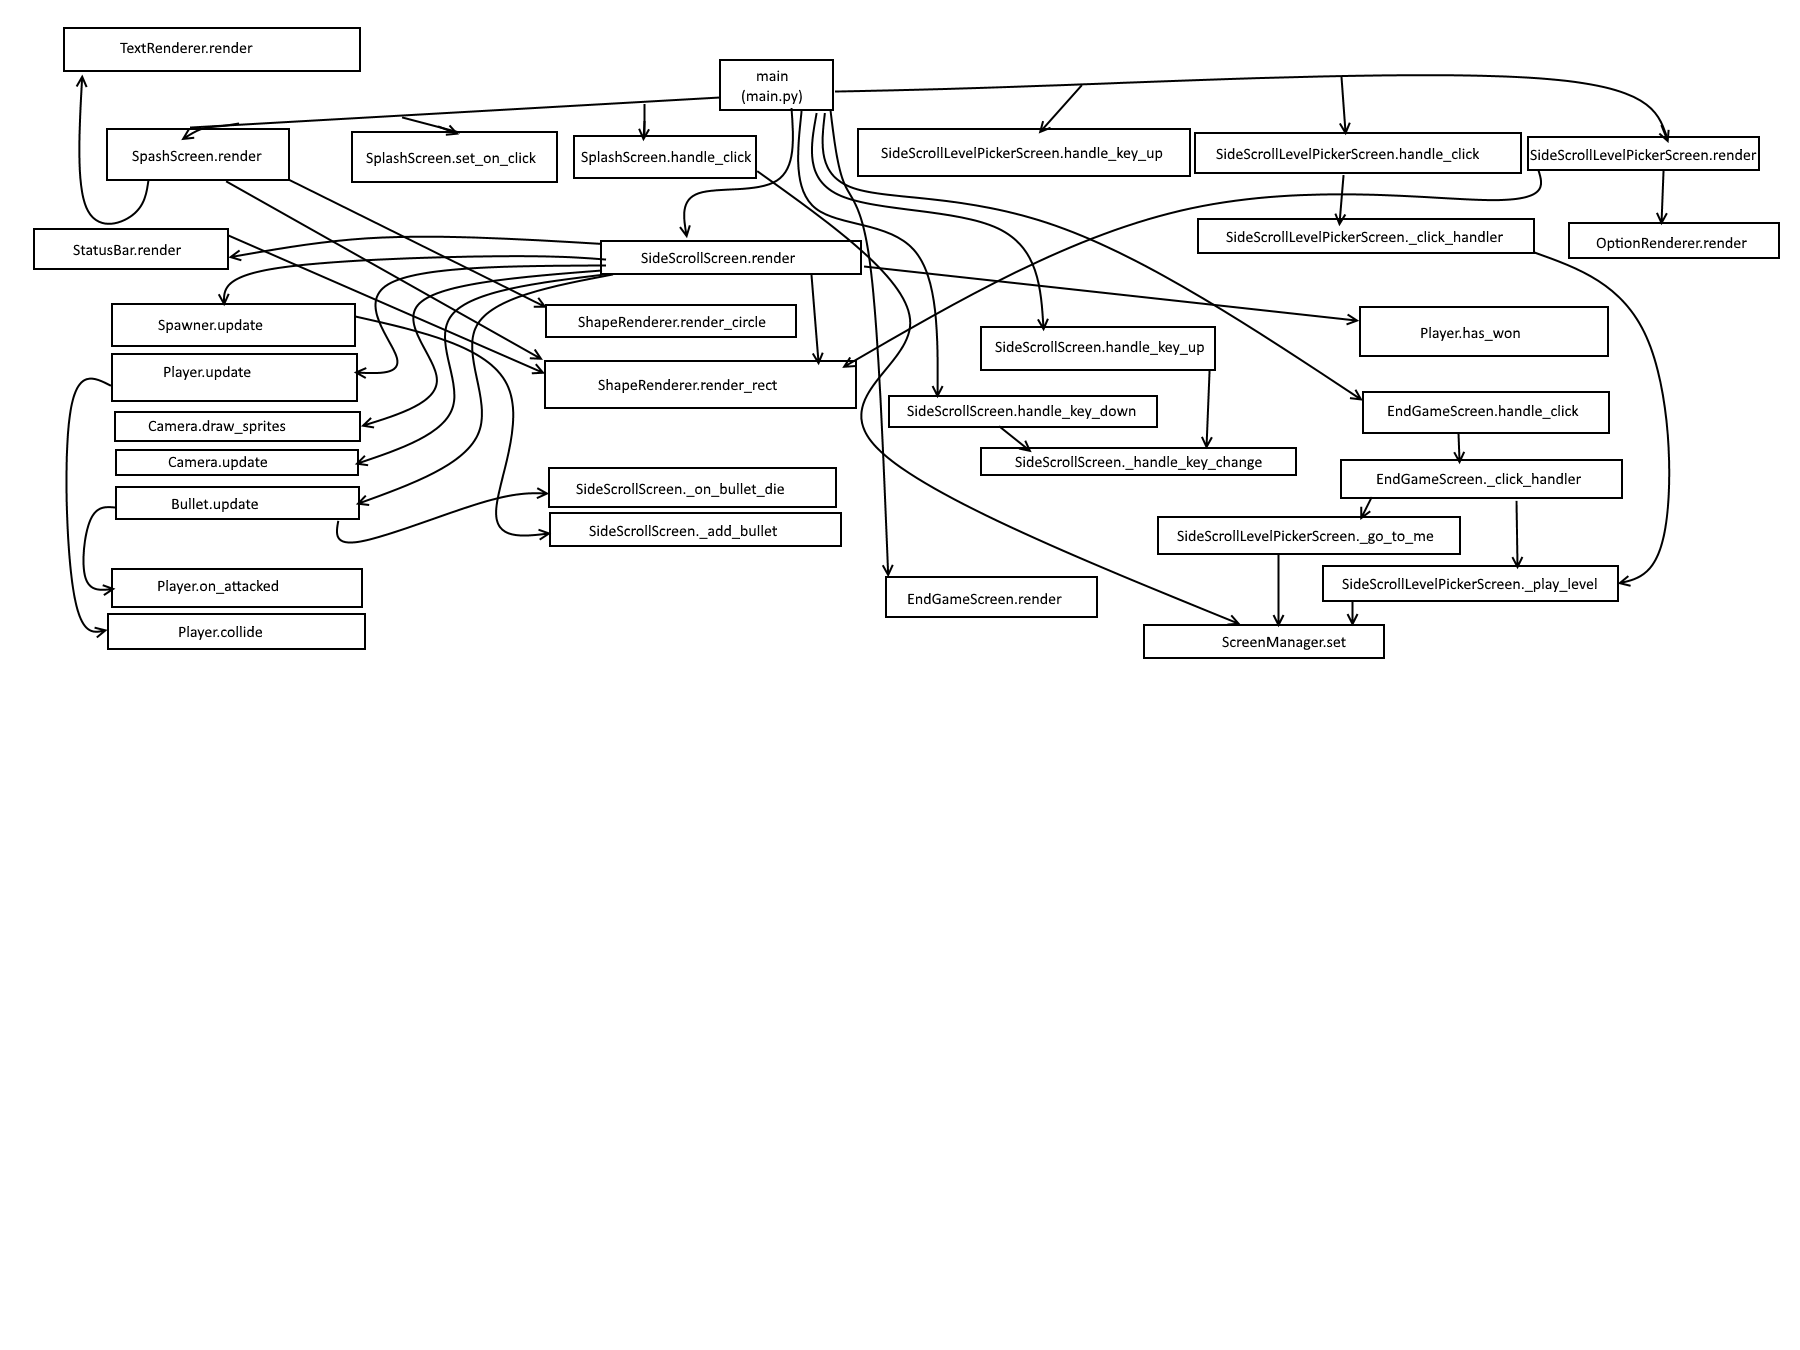 TextRenderer.render
main
(main.py)
SpashScreen.render
SplashScreen.set_on_click
SplashScreen.handle_click
SideScrollLevelPickerScreen.handle_key_up
SideScrollLevelPickerScreen.handle_click
SideScrollLevelPickerScreen.render
StatusBar.render
SideScrollScreen.render
SideScrollLevelPickerScreen._click_handler
OptionRenderer.render
Spawner.update
ShapeRenderer.render_circle
SideScrollScreen.handle_key_up
Player.has_won
Player.update
ShapeRenderer.render_rect
SideScrollScreen.handle_key_down
EndGameScreen.handle_click
Camera.draw_sprites
Camera.update
SideScrollScreen._handle_key_change
EndGameScreen._click_handler
Bullet.update
SideScrollScreen._on_bullet_die
SideScrollScreen._add_bullet
SideScrollLevelPickerScreen._go_to_me
Player.on_attacked
EndGameScreen.render
SideScrollLevelPickerScreen._play_level
Player.collide
ScreenManager.set